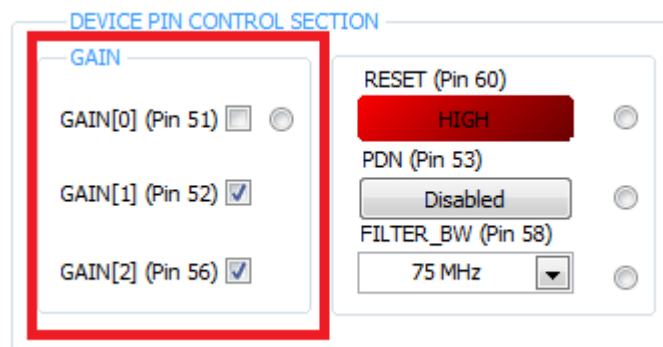 DEVICE PIN CONTROL SECTION
GAIN
GAIN[0] (Pin 51)
GAIN[1] (Pin 52)
GAIN[2] (Pin 56)
RESET (Pin 60)
HIGH
PDN (Pin 53)
Disabled
FILTER_BW (Pin 58)
75 MHz